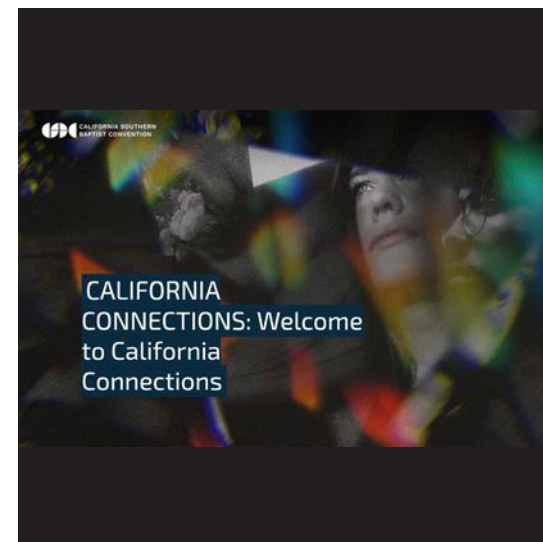 CALIFORNIA SOUTHERN
BAPTIST CONVENTION
CALIFORNIA
CONNECTIONS: Welcome
to California
Connections